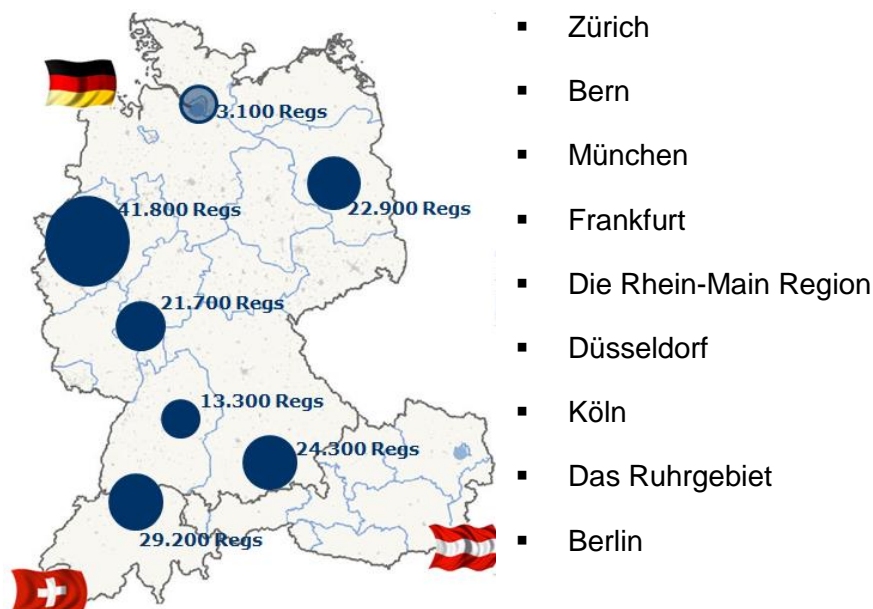 3.100 Regs
22.900 Regs
41.800 Regs
21.700 Regs
13.300 Regs
24.300 Regs
29.200 Regs
▪ Zürich
▪ Bern
▪ München
▪ Frankfurt
▪ Die Rhein-Main Region
▪ Düsseldorf
▪ Köln
▪ Das Ruhrgebiet
▪ Berlin